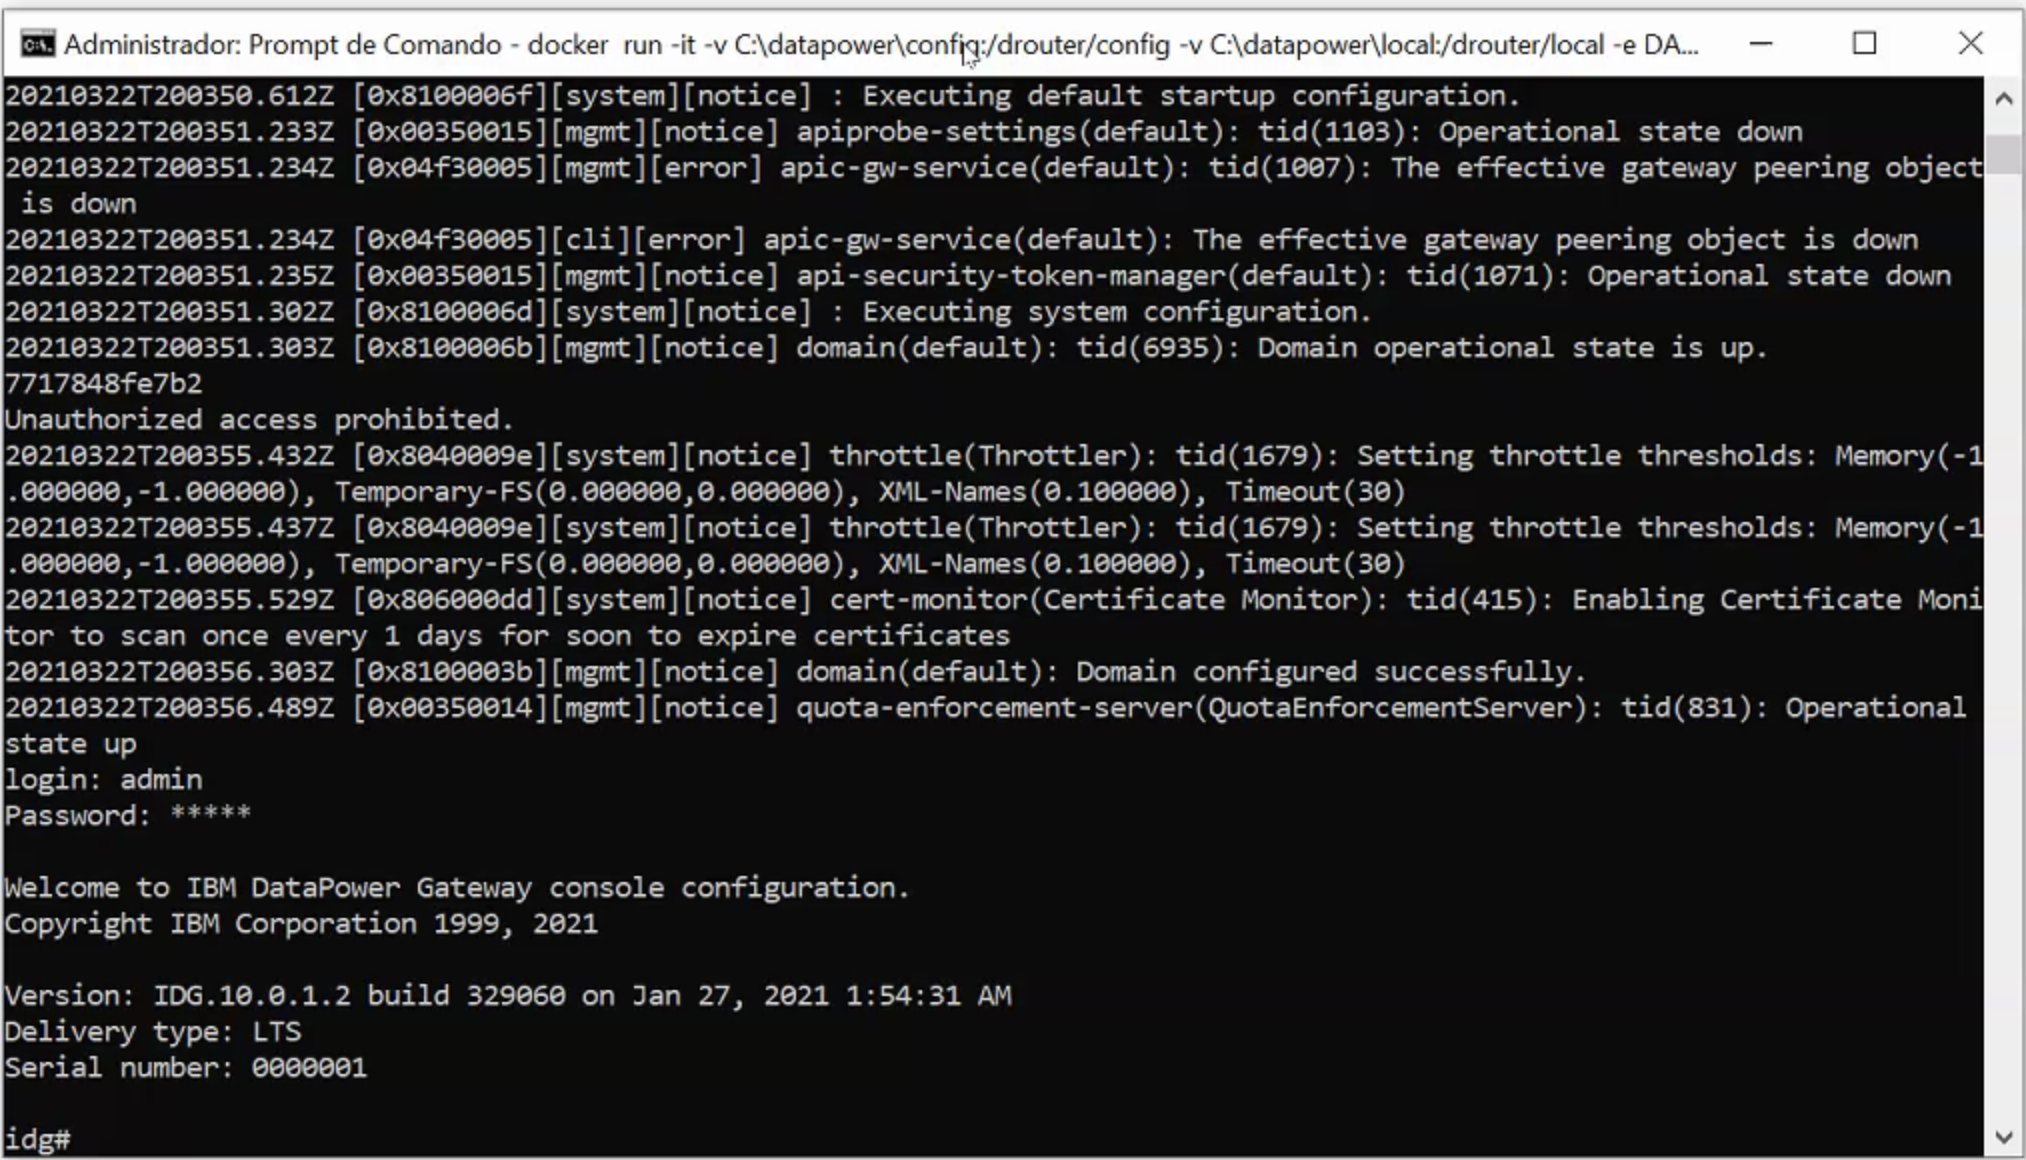 Administrador: Prompt de Comando - docker  run -it -v C:\datapower\config:/drouter/config -v C:\datapower\local:/drouter/local -e DA...
20210322T200350.612Z [0x8100006f][system][notice] : Executing default startup configuration.
20210322T200351.233Z [0x00350015][mgmt][notice] apiprobe-settings(default): tid(1103): Operational state down
20210322T200351.234Z [0x04f30005][mgmt][error] apic-gw-service(default): tid(1007): The effective gateway peering object
 is down
20210322T200351.234Z [0x04f30005][cli][error] apic-gw-service(default): The effective gateway peering object is down
20210322T200351.235Z [0x00350015][mgmt][notice] api-security-token-manager(default): tid(1071): Operational state down
20210322T200351.302Z [0x8100006d][system][notice] : Executing system configuration.
20210322T200351.303Z [0x8100006b][mgmt][notice] domain(default): tid(6935): Domain operational state is up.
7717848fe7b2
Unauthorized access prohibited.
20210322T200355.432Z [0x8040009e][system][notice] throttle(Throttler): tid(1679): Setting throttle thresholds: Memory(-1
.000000,-1.000000), Temporary-FS(0.000000,0.000000), XML-Names(0.100000), Timeout(30)
20210322T200355.437Z [0x8040009e][system][notice] throttle(Throttler): tid(1679): Setting throttle thresholds: Memory(-1
.000000,-1.000000), Temporary-FS(0.000000,0.000000), XML-Names(0.100000), Timeout(30)
20210322T200355.529Z [0x806000dd][system][notice] cert-monitor(Certificate Monitor): tid(415): Enabling Certificate Moni
tor to scan once every 1 days for soon to expire certificates
20210322T200356.303Z [0x8100003b][mgmt][notice] domain(default): Domain configured successfully.
20210322T200356.489Z [0x00350014][mgmt][notice] quota-enforcement-server(QuotaEnforcementServer): tid(831): Operational
state up
login: admin
Password: *****
Welcome to IBM DataPower Gateway console configuration.
Copyright IBM Corporation 1999, 2021
Version: IDG.10.0.1.2 build 329060 on Jan 27, 2021 1:54:31 AM
Delivery type: LTS
Serial number: 0000001
idg#